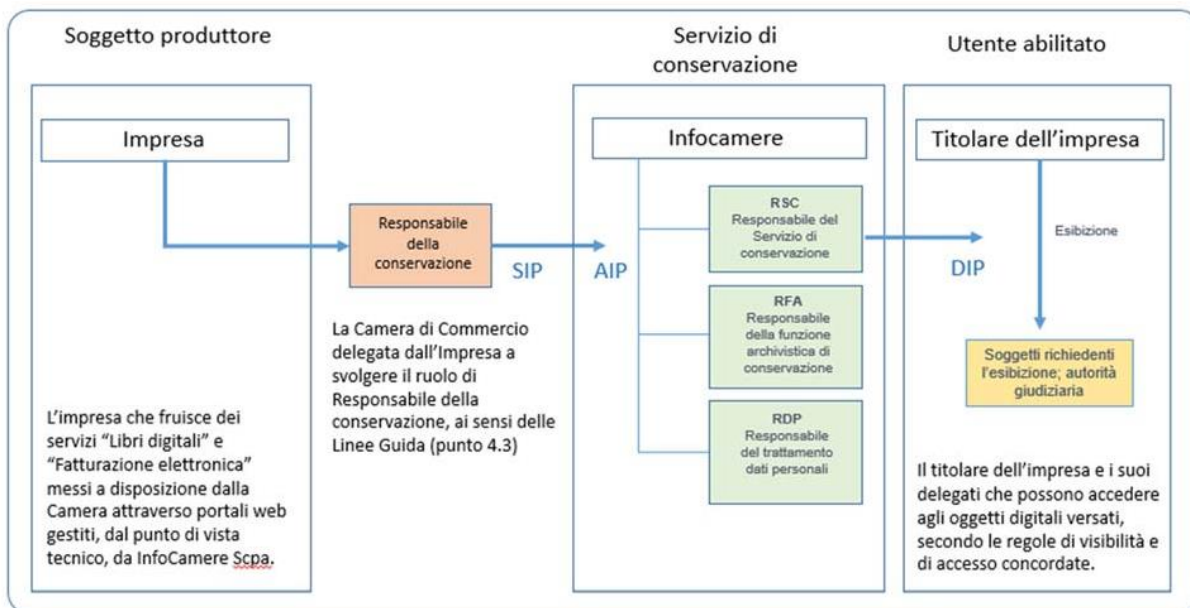 Soggetto produttore
Impresa
L'impresa che fruisce dei
servizi "Libri digitali" e
"Fatturazione elettronica"
messi a disposizione dalla
Camera attraverso portali web
gestiti, dal punto di vista
tecnico, da InfoCamere Scpa.
Responsabile
della
conservazione
SIP
La Camera di Commercio
delegata dall'Impresa a
svolgere il ruolo di
Responsabile della
conservazione, ai sensi delle
Linee Guida (punto 4.3)
Servizio di
conservazione
Infocamere
AIP
RSC
Responsabile del
Servizio di
conservazione
RFA
Responsabile
della funzione
archivistica di
conservazione
RDP
Responsabile
del trattamento
dati personali
Utente abilitato
Titolare dell'impresa
Esibizione
DIP
Soggetti richiedenti
l'esibizione; autorità
giudiziaria
Il titolare dell'impresa e i suoi
delegati che possono accedere
agli oggetti digitali versati,
secondo le regole di visibilità e
di accesso concordate.